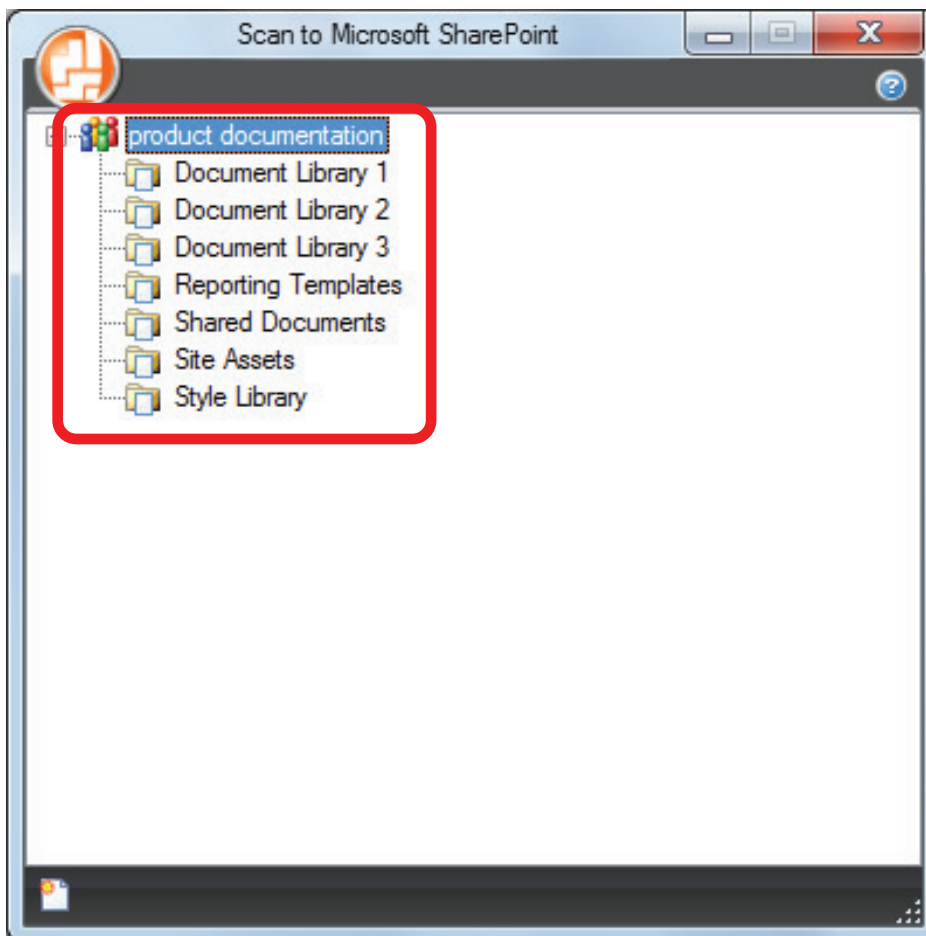 Scan to Microsoft SharePoint
product documentation
Document Library 1
Document Library 2
Document Library 3
Reporting Templates
Shared Documents
Site Assets
Style Library